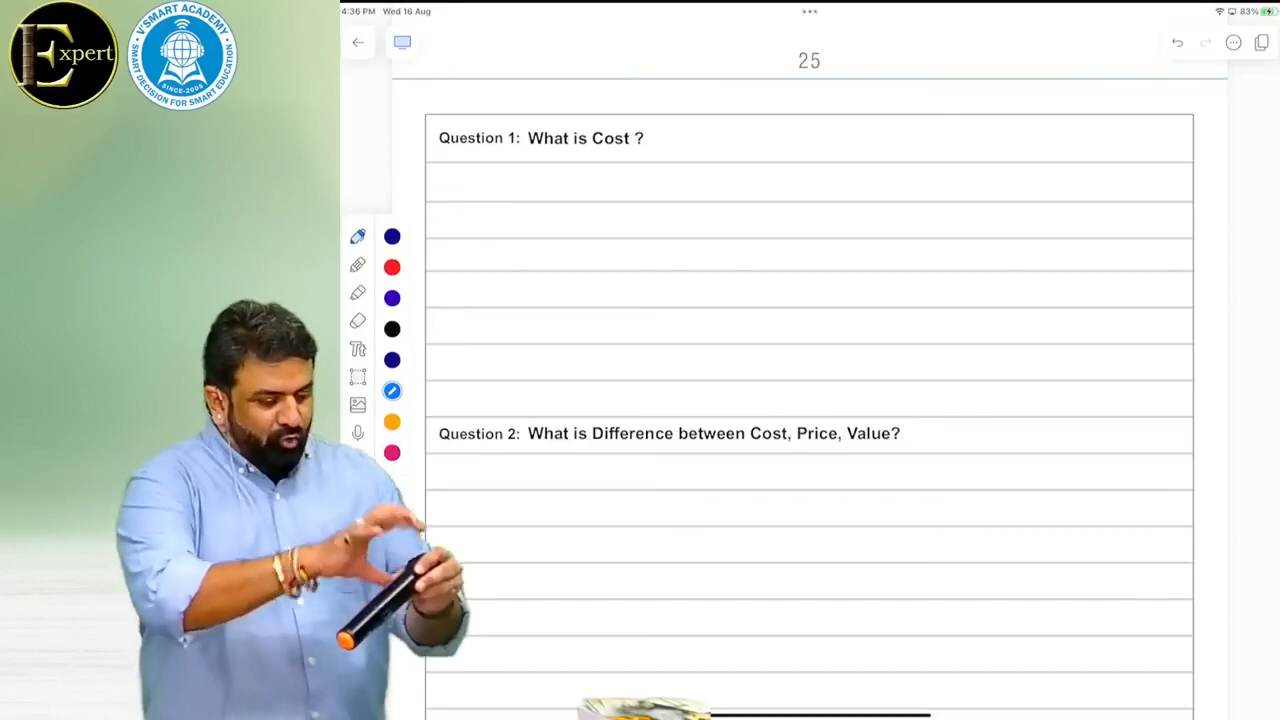 Expert
V'SMART ACADEMY
SINCE-2005
SMART DECISION FOR SMART EDUCATION
4:36 PM Wed 16 Aug
83%
25
Question 1: What is Cost ?
Tt
Question 2: What is Difference between Cost, Price, Value?